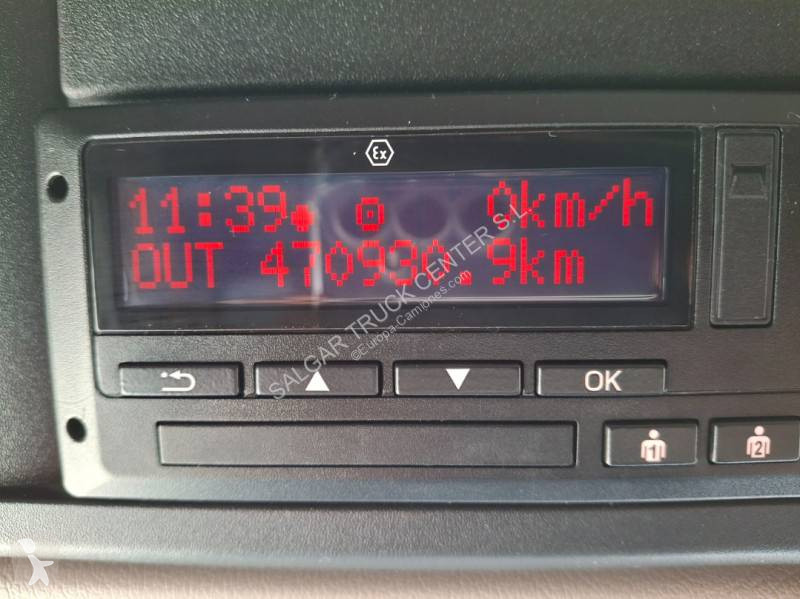 Ex
11:39 0km/h
OUT 470930.9km
SALGAR TRUCK CENTER S.L.
©Europa-Camiones.com
OK
1
2